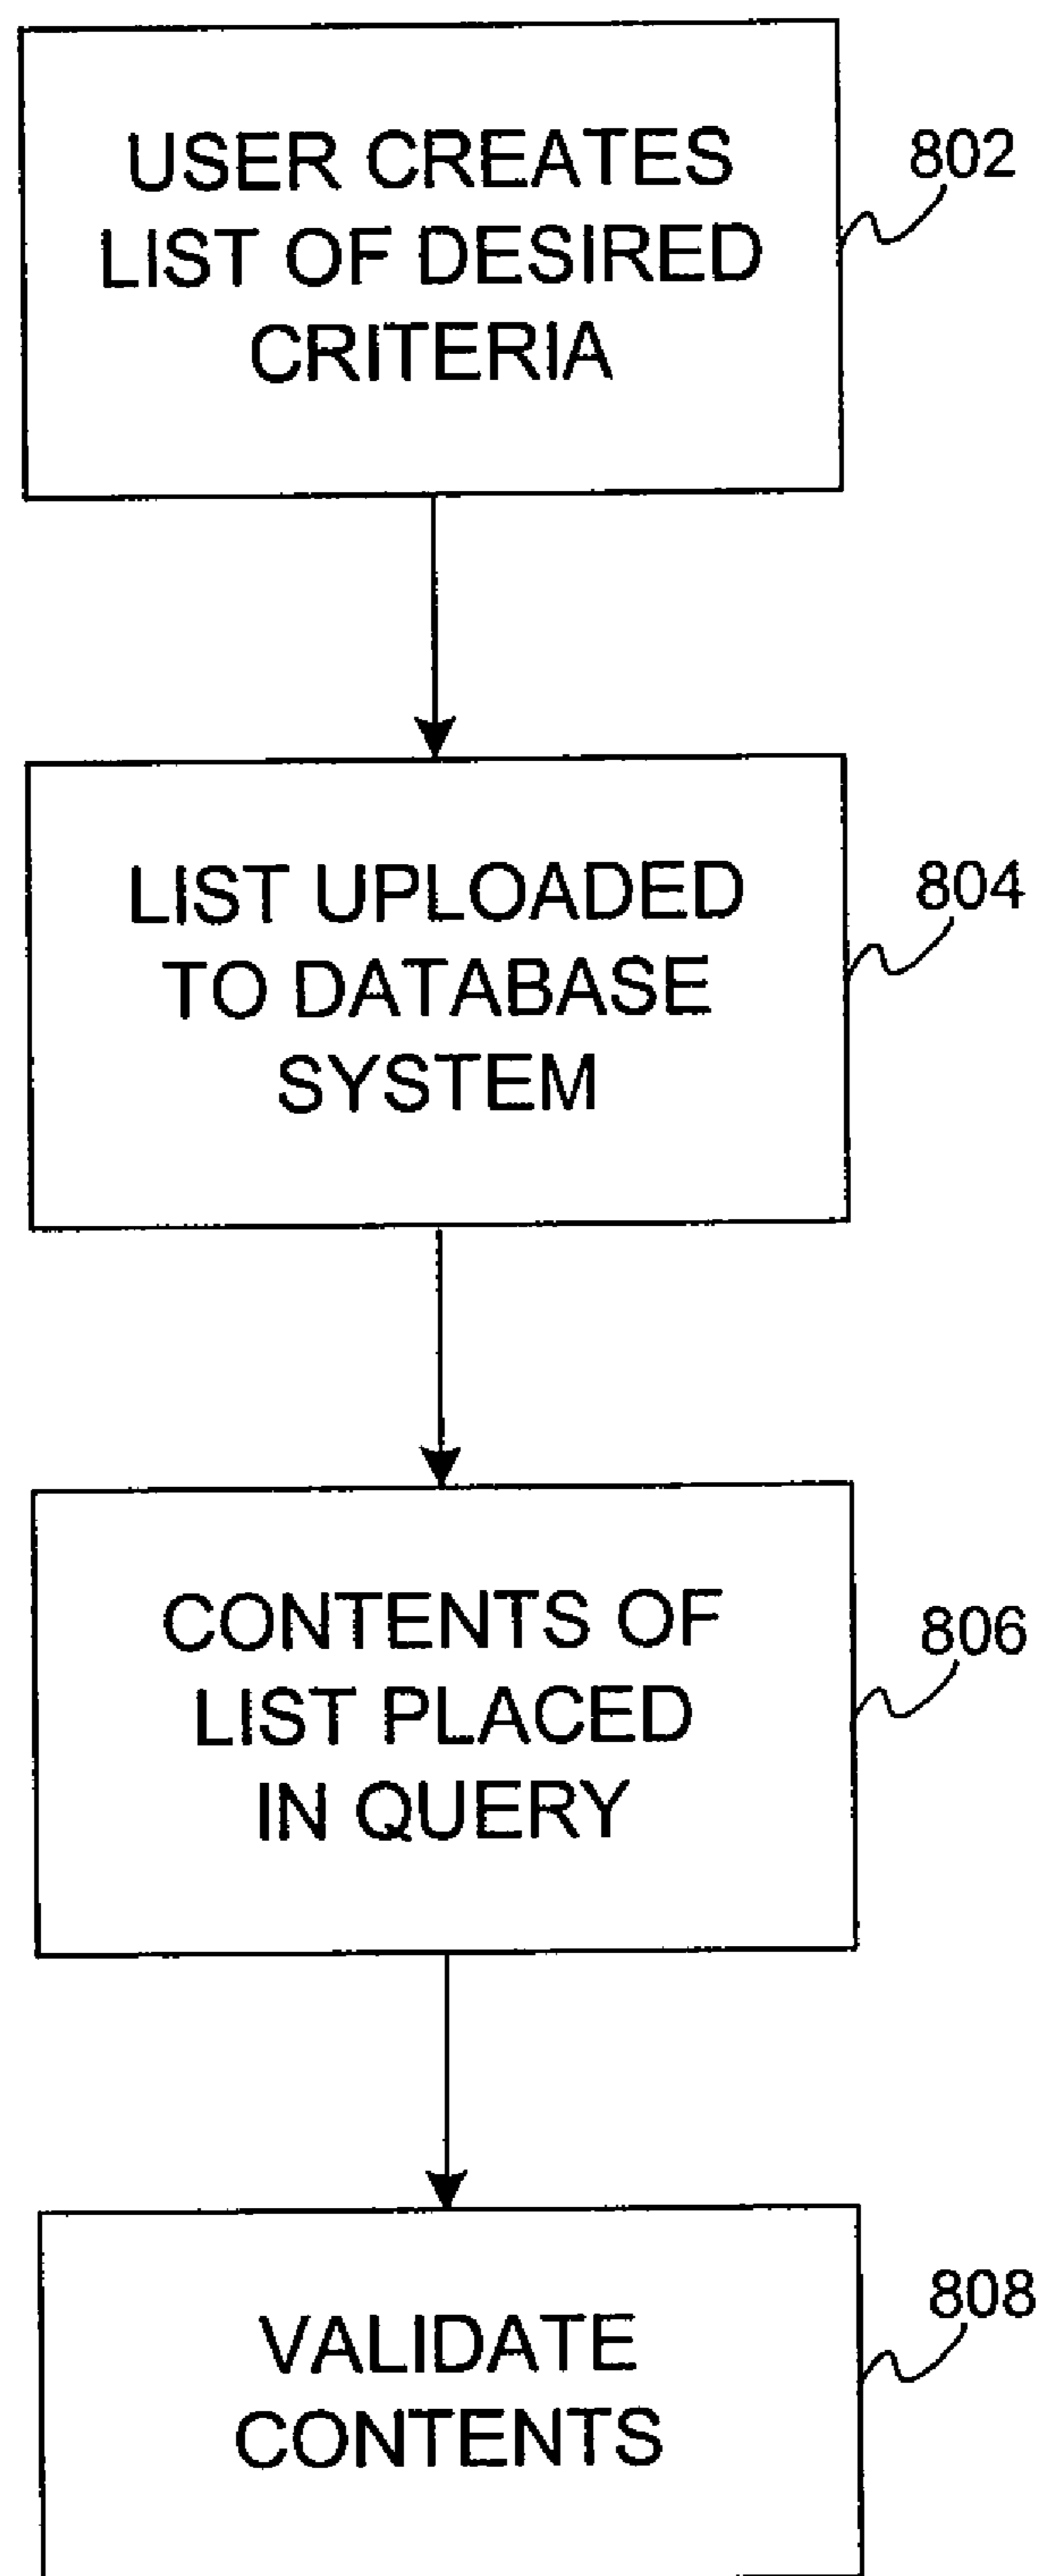 USER CREATES
LIST OF DESIRED
CRITERIA
802
LIST UPLOADED
TO DATABASE
SYSTEM
804
CONTENTS OF
LIST PLACED
IN QUERY
806
VALIDATE
CONTENTS
808